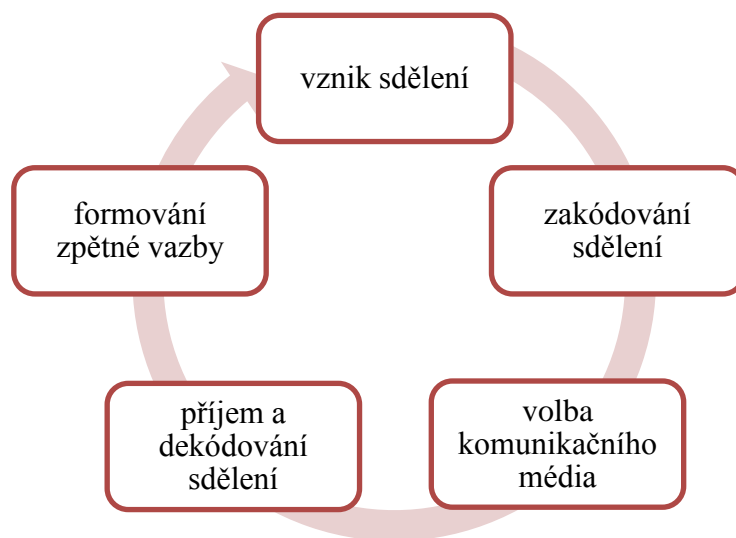 vznik sdělení
zakódování
sdělení
volba
komunikačního
média
příjem a
dekódování
sdělení
formování
zpětné vazby